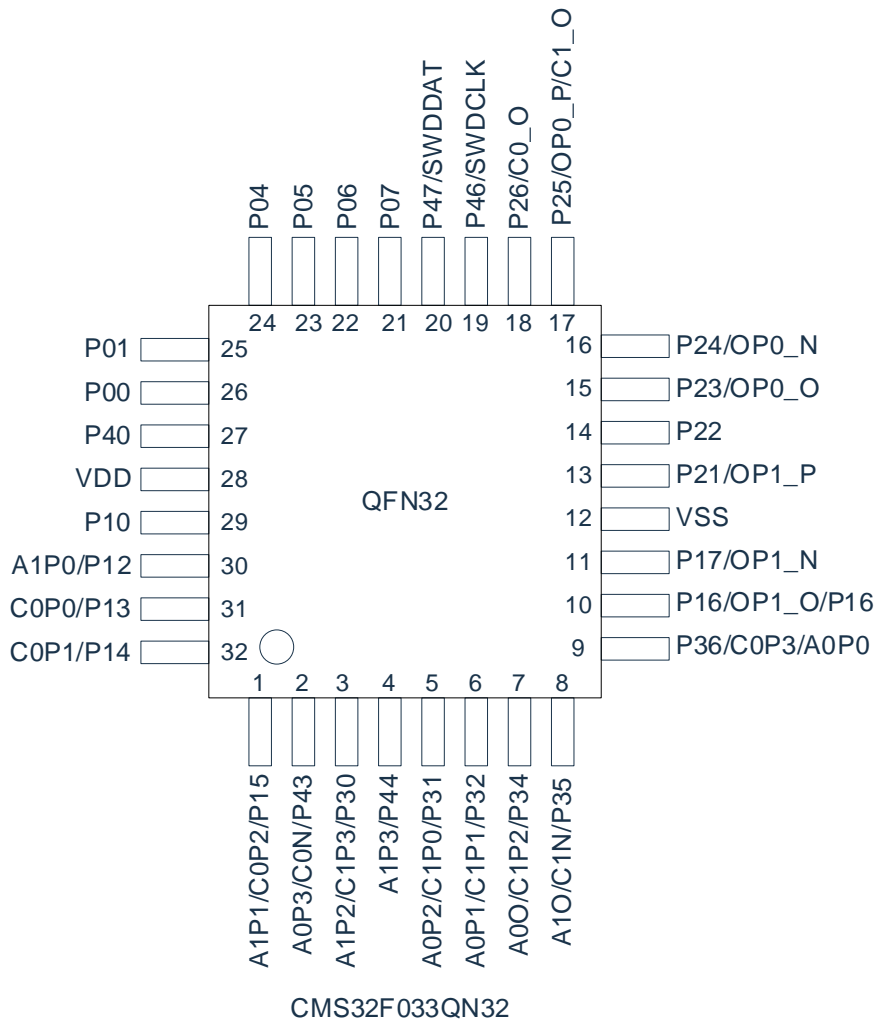 P04
P05
P06
P07
P47/SWDDAT
P46/SWDCLK
P26/C0_O
P25/OP0_P/C1_O
24 23 22 21 20 19 18 17
P01 25
P00 26
P40 27
VDD 28
P10 29
A1P0/P12 30
C0P0/P13 31
C0P1/P14 32
QFN32
16 P24/OP0_N
15 P23/OP0_O
14 P22
13 P21/OP1_P
12 VSS
11 P17/OP1_N
10 P16/OP1_O/P16
9 P36/C0P3/A0P0
1 2 3 4 5 6 7 8
A1P1/C0P2/P15
A0P3/C0N/P43
A1P2/C1P3/P30
A1P3/P44
A0P2/C1P0/P31
A0P1/C1P1/P32
A0O/C1P2/P34
A1O/C1N/P35
CMS32F033QN32